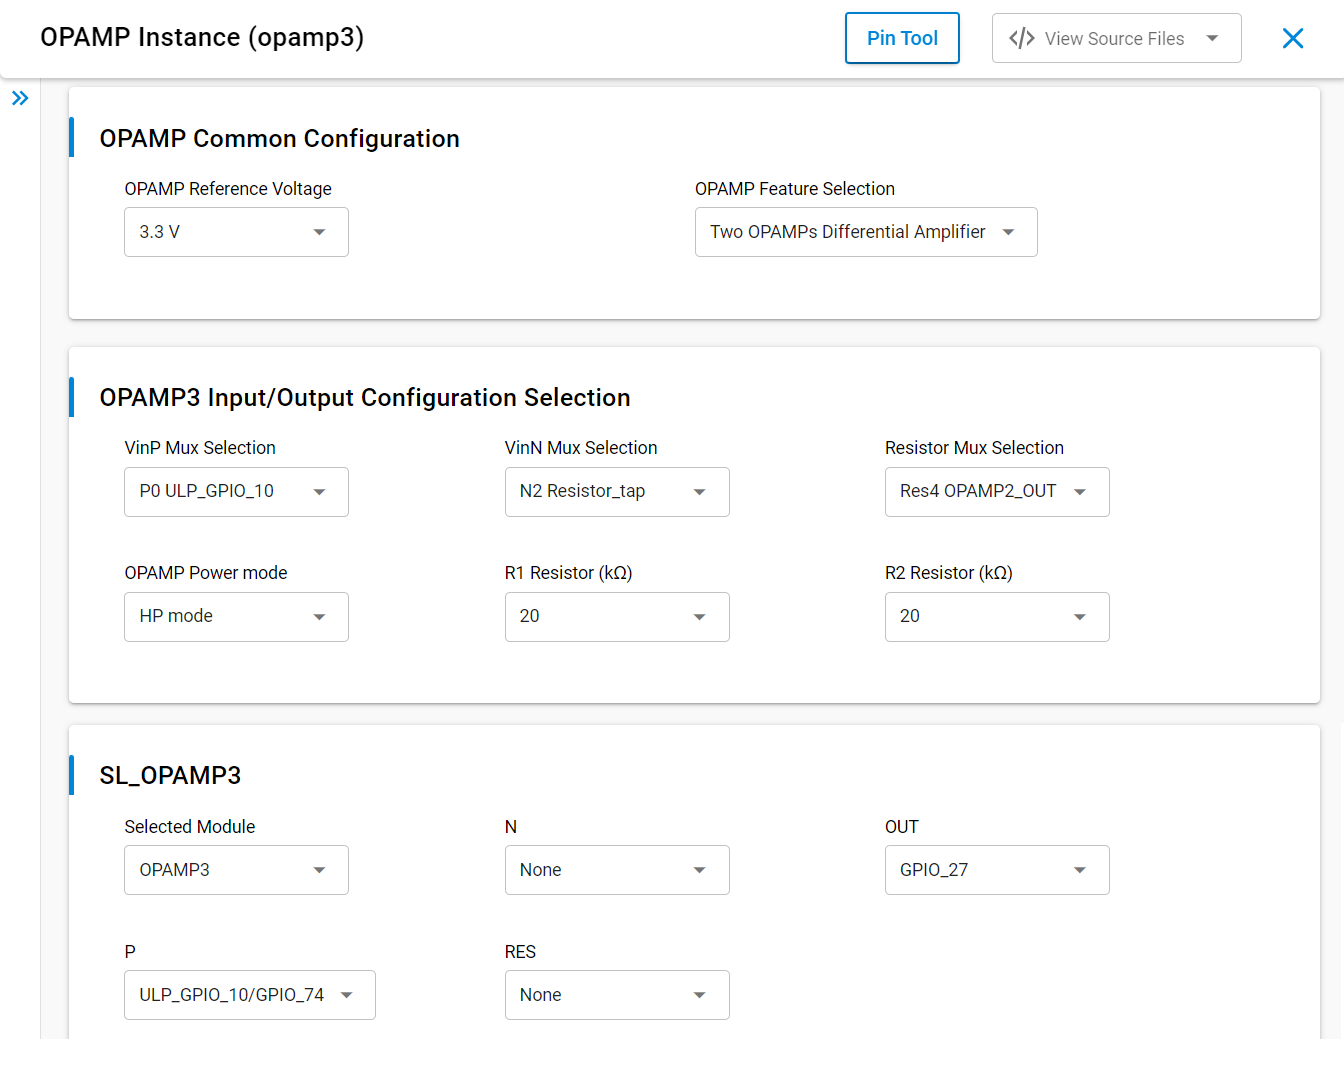 OPAMP Instance (opamp3)
Pin Tool
</> View Source Files
OPAMP Common Configuration
OPAMP Reference Voltage
OPAMP Feature Selection
3.3 V
Two OPAMPs Differential Amplifier
OPAMP3 Input/Output Configuration Selection
VinP Mux Selection
VinN Mux Selection
Resistor Mux Selection
P0 ULP_GPIO_10
N2 Resistor_tap
Res4 OPAMP2_OUT
OPAMP Power mode
R1 Resistor (kΩ)
R2 Resistor (kΩ)
HP mode
20
20
SL_OPAMP3
Selected Module
N
OUT
OPAMP3
None
GPIO_27
P
RES
ULP_GPIO_10/GPIO_74
None